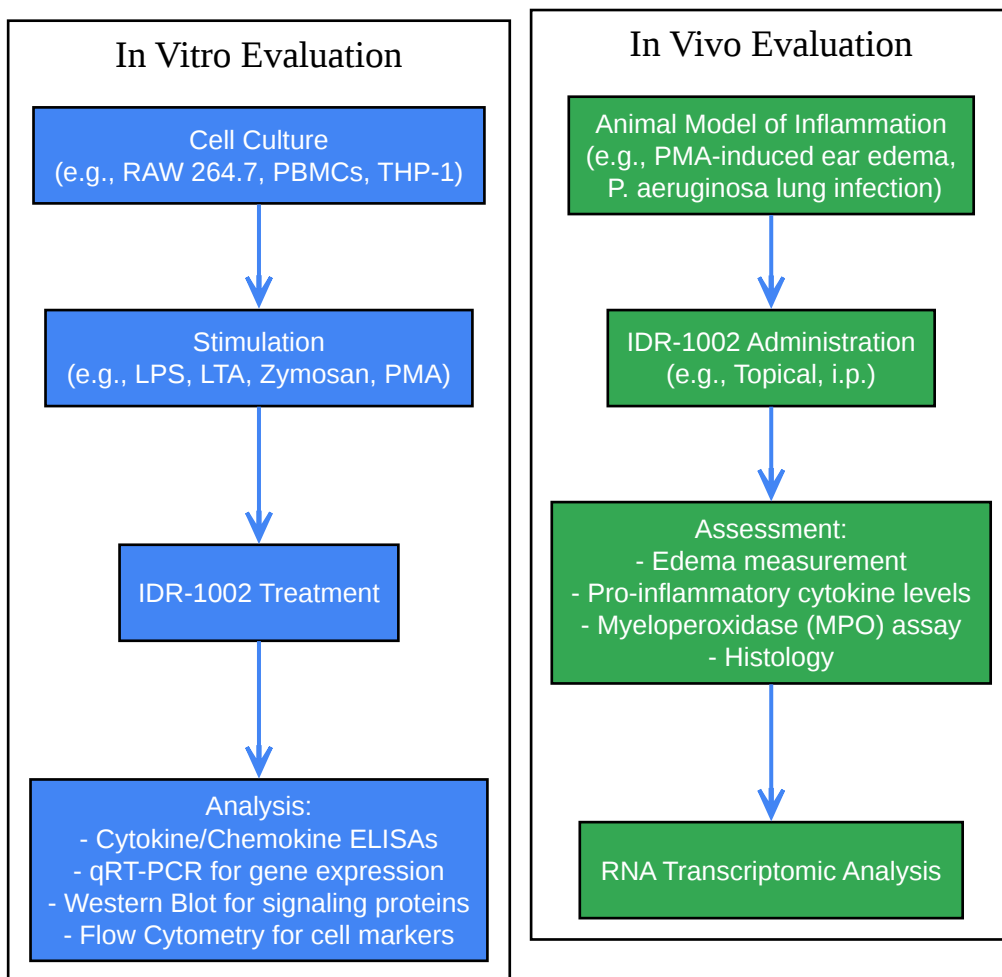 In Vitro Evaluation
Cell Culture
(e.g., RAW 264.7, PBMCs, THP-1)
Stimulation
(e.g., LPS, LTA, Zymosan, PMA)
IDR-1002 Treatment
Analysis:
- Cytokine/Chemokine ELISAs
- qRT-PCR for gene expression
- Western Blot for signaling proteins
- Flow Cytometry for cell markers
In Vivo Evaluation
Animal Model of Inflammation
(e.g., PMA-induced ear edema,
P. aeruginosa lung infection)
IDR-1002 Administration
(e.g., Topical, i.p.)
Assessment:
- Edema measurement
- Pro-inflammatory cytokine levels
- Myeloperoxidase (MPO) assay
- Histology
RNA Transcriptomic Analysis